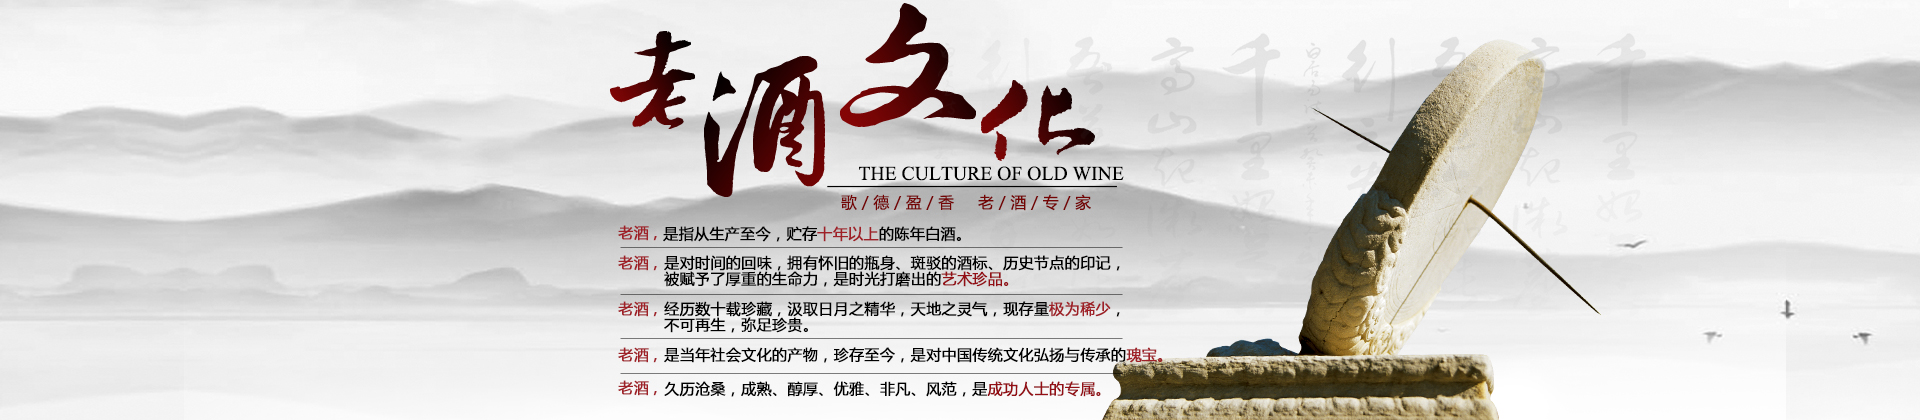 老酒文化
THE CULTURE OF OLD WINE
歌/德/盈/香 老/酒/专/家
老酒，是指从生产至今，贮存十年以上的陈年白酒。
老酒，是对时间的回味，拥有怀旧的瓶身、斑驳的酒标、历史节点的印记，
被赋予了厚重的生命力，是时光打磨出的艺术珍品。
老酒，经历数十载珍藏，汲取日月之精华，天地之灵气，现存量极为稀少，
不可再生，弥足珍贵。
老酒，是当年社会文化的产物，珍存至今，是对中国传统文化弘扬与传承的瑰宝。
老酒，久历沧桑，成熟、醇厚、优雅、非凡、风范，是成功人士的专属。